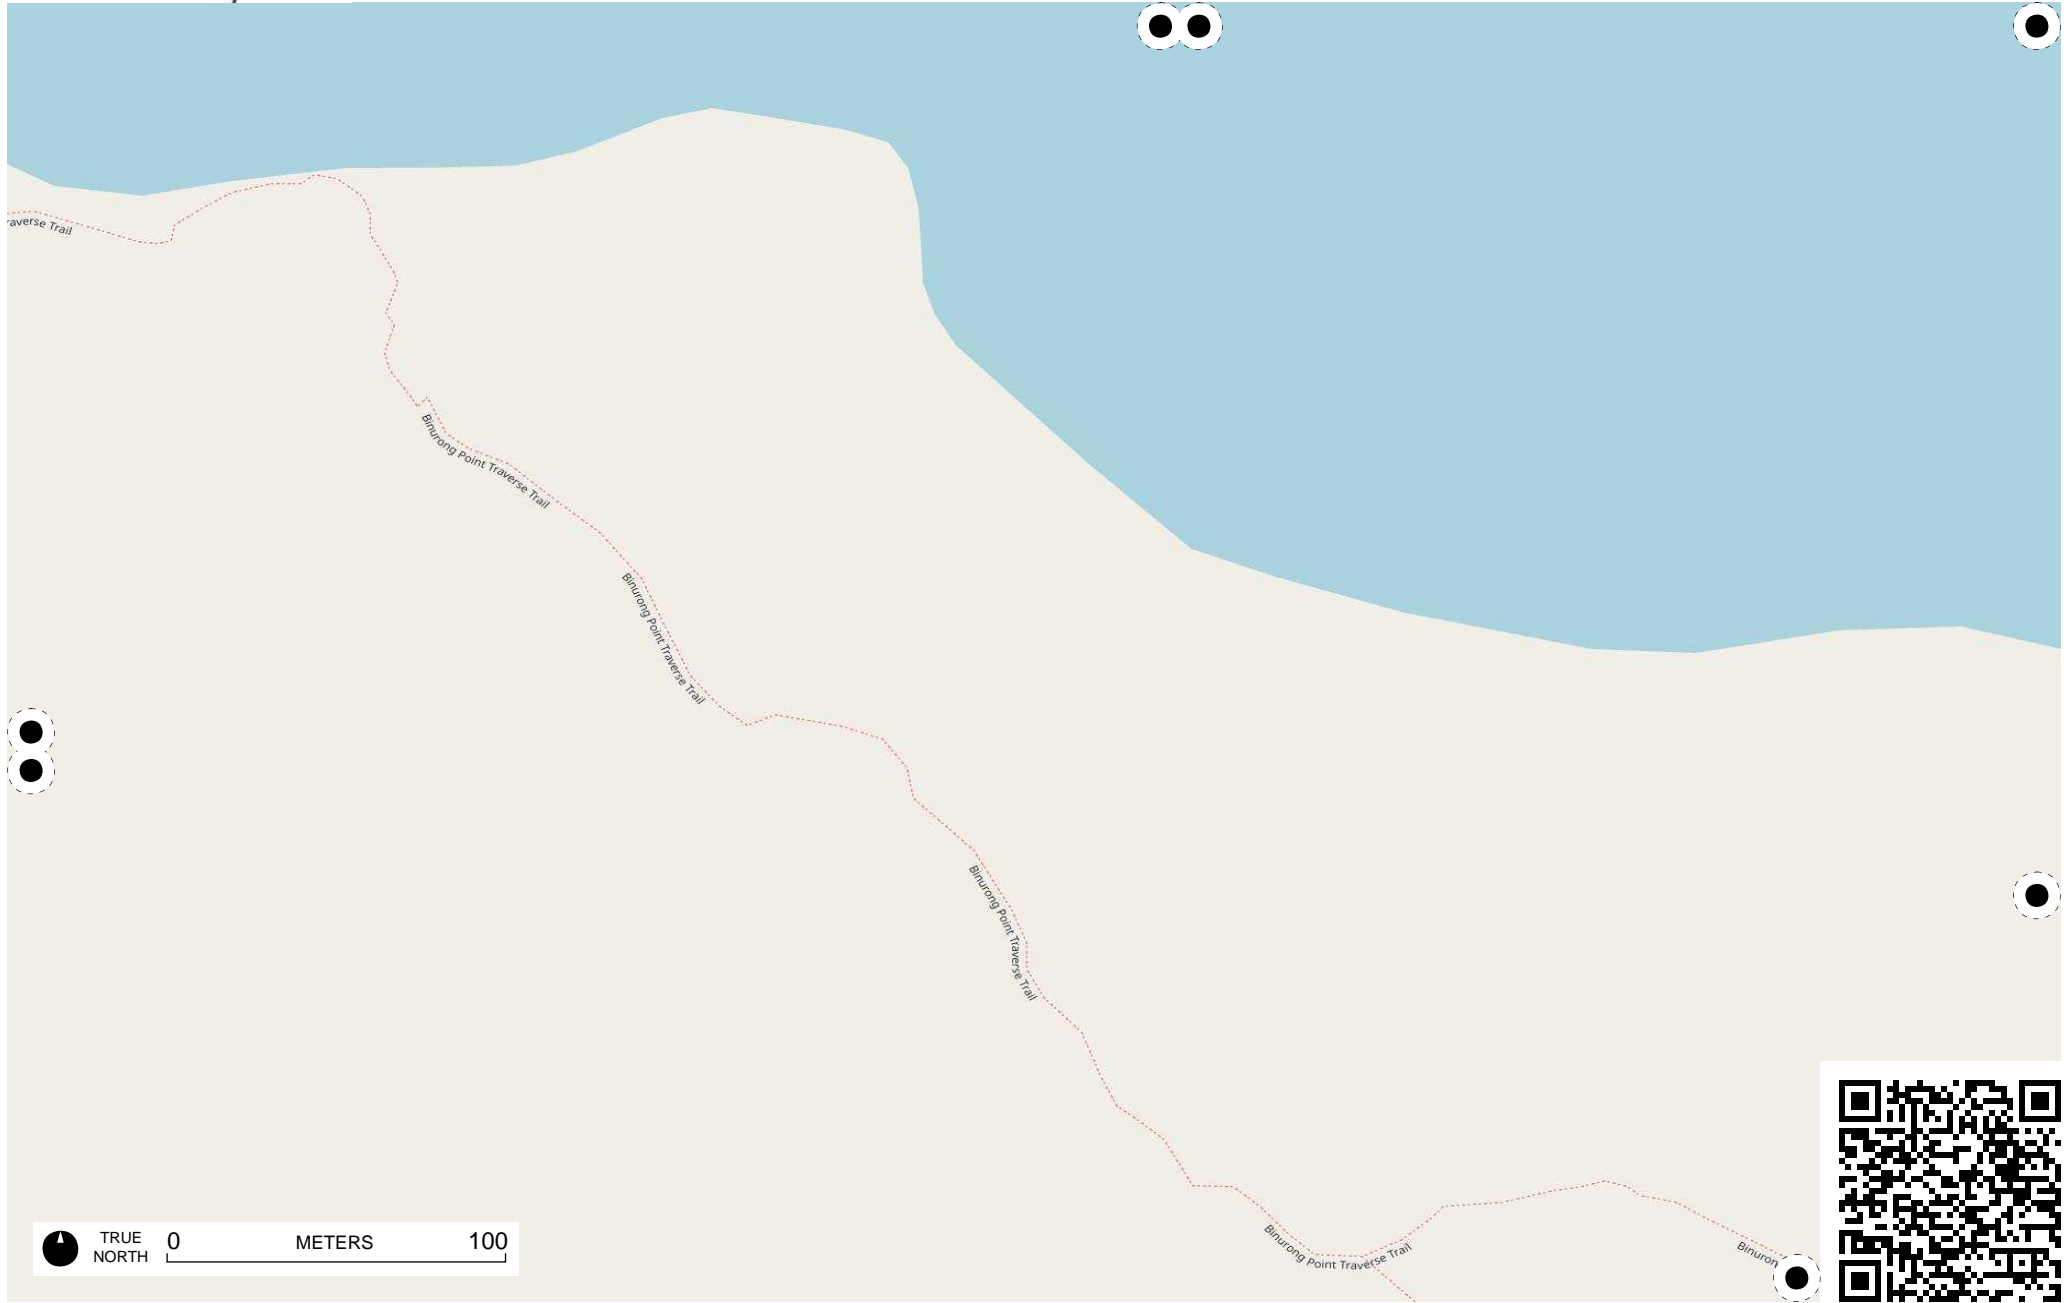 raverse Trail
Binurong Point Traverse Trail
Binurong Point Traverse Trail
Binurong Point Traverse Trail
Binurong Point Traverse Trail
Binuron
TRUE NORTH
0 METERS 100